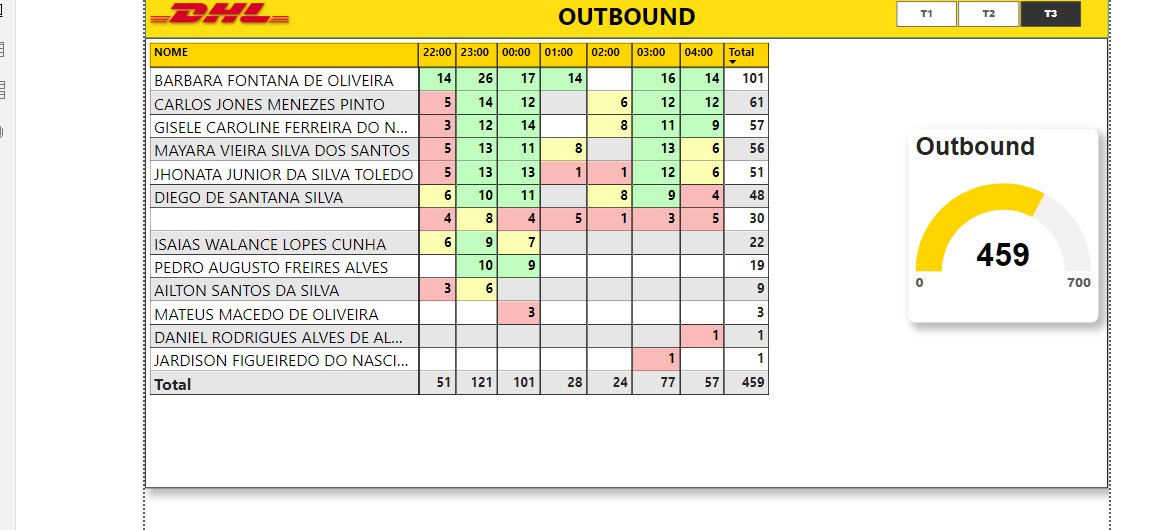 DHL
OUTBOUND
T1 T2 T3
NOME 22:00 23:00 00:00 01:00 02:00 03:00 04:00 Total
BARBARA FONTANA DE OLIVEIRA 14 26 17 14 16 14 101
CARLOS JONES MENEZES PINTO 5 14 12 6 12 12 61
GISELE CAROLINE FERREIRA DO N... 3 12 14 8 11 9 57
MAYARA VIEIRA SILVA DOS SANTOS 5 13 11 8 13 6 56
JHONATA JUNIOR DA SILVA TOLEDO 5 13 13 1 1 12 6 51
DIEGO DE SANTANA SILVA 6 10 11 8 9 4 48
4 8 4 5 1 3 5 30
ISAIAS WALANCE LOPES CUNHA 6 9 7 22
PEDRO AUGUSTO FREIRES ALVES 10 9 19
AILTON SANTOS DA SILVA 3 6 9
MATEUS MACEDO DE OLIVEIRA 3 3
DANIEL RODRIGUES ALVES DE AL... 1 1
JARDISON FIGUEIREDO DO NASCI... 1 1
Total 51 121 101 28 24 77 57 459
Outbound
459
0 700